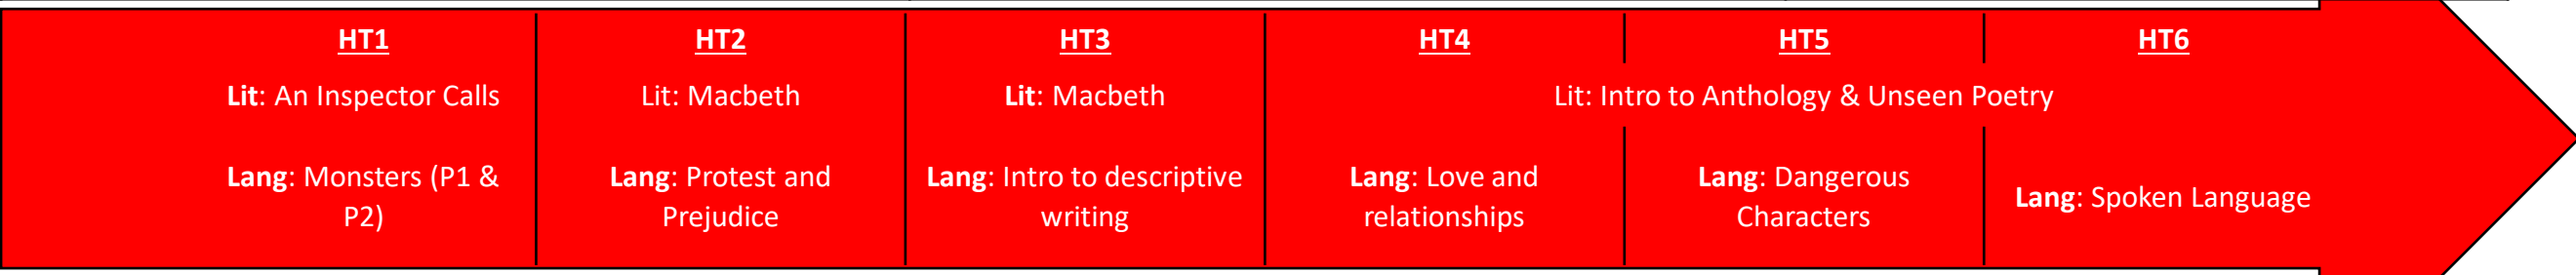 HT1
Lit: An Inspector Calls
Lang: Monsters (P1 &
P2)
HT2
Lit: Macbeth
Lang: Protest and
Prejudice
HT3
Lit: Macbeth
Lang: Intro to descriptive
writing
HT4
HT5
HT6
Lit: Intro to Anthology & Unseen Poetry
Lang: Love and
relationships
Lang: Dangerous
Characters
Lang: Spoken Language